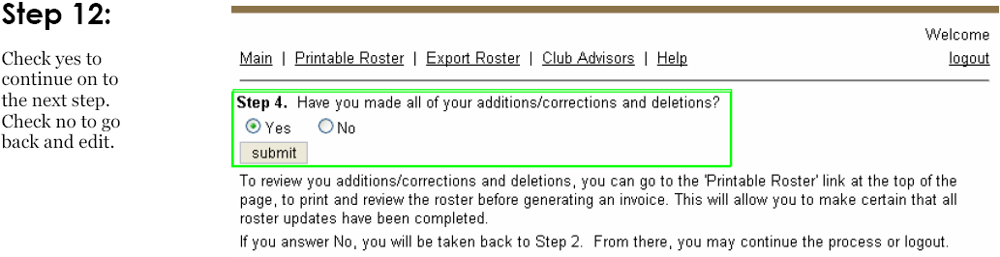 Step 12:
Check yes to
continue on to
the next step.
Check no to go
back and edit.
Welcome
Main | Printable Roster | Export Roster | Club Advisors | Help
logout
Step 4. Have you made all of your additions/corrections and deletions?
Yes No
submit
To review you additions/corrections and deletions, you can go to the 'Printable Roster' link at the top of the
page, to print and review the roster before generating an invoice. This will allow you to make certain that all
roster updates have been completed.
If you answer No, you will be taken back to Step 2. From there, you may continue the process or logout.